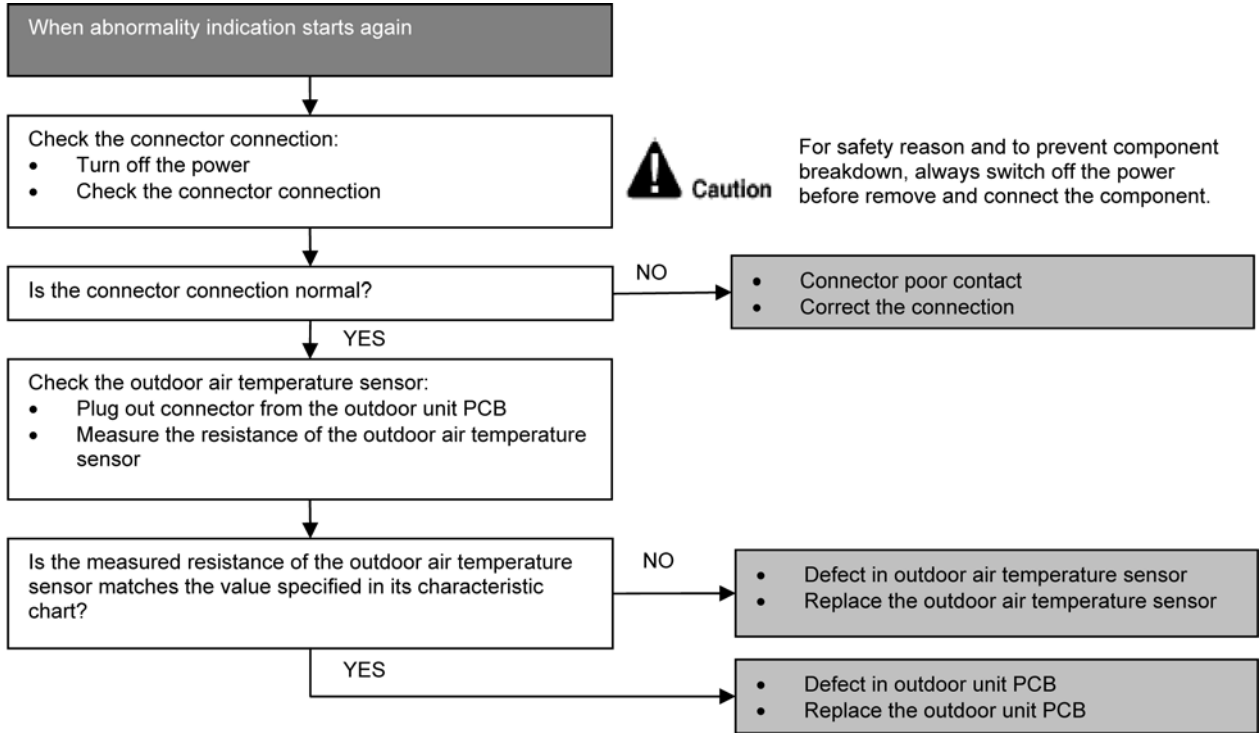 When abnormality indication starts again
Check the connector connection:
• Turn off the power
• Check the connector connection
Caution
For safety reason and to prevent component
breakdown, always switch off the power
before remove and connect the component.
Is the connector connection normal?
NO
• Connector poor contact
• Correct the connection
YES
Check the outdoor air temperature sensor:
• Plug out connector from the outdoor unit PCB
• Measure the resistance of the outdoor air temperature
sensor
Is the measured resistance of the outdoor air temperature
sensor matches the value specified in its characteristic
chart?
NO
• Defect in outdoor air temperature sensor
• Replace the outdoor air temperature sensor
YES
• Defect in outdoor unit PCB
• Replace the outdoor unit PCB